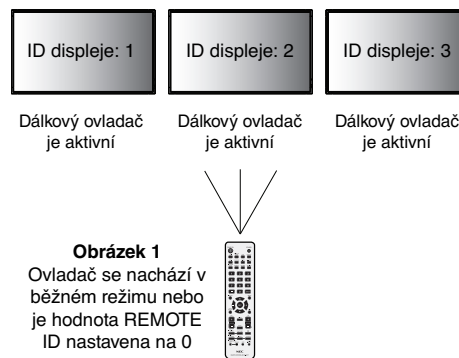 ID displeje: 1
ID displeje: 2
ID displeje: 3
Dálkový ovladač
je aktivní
Dálkový ovladač
je aktivní
Dálkový ovladač
je aktivní
Obrázek 1
Ovladač se nachází v
běžném režimu nebo
je hodnota REMOTE
ID nastavena na 0
NEC